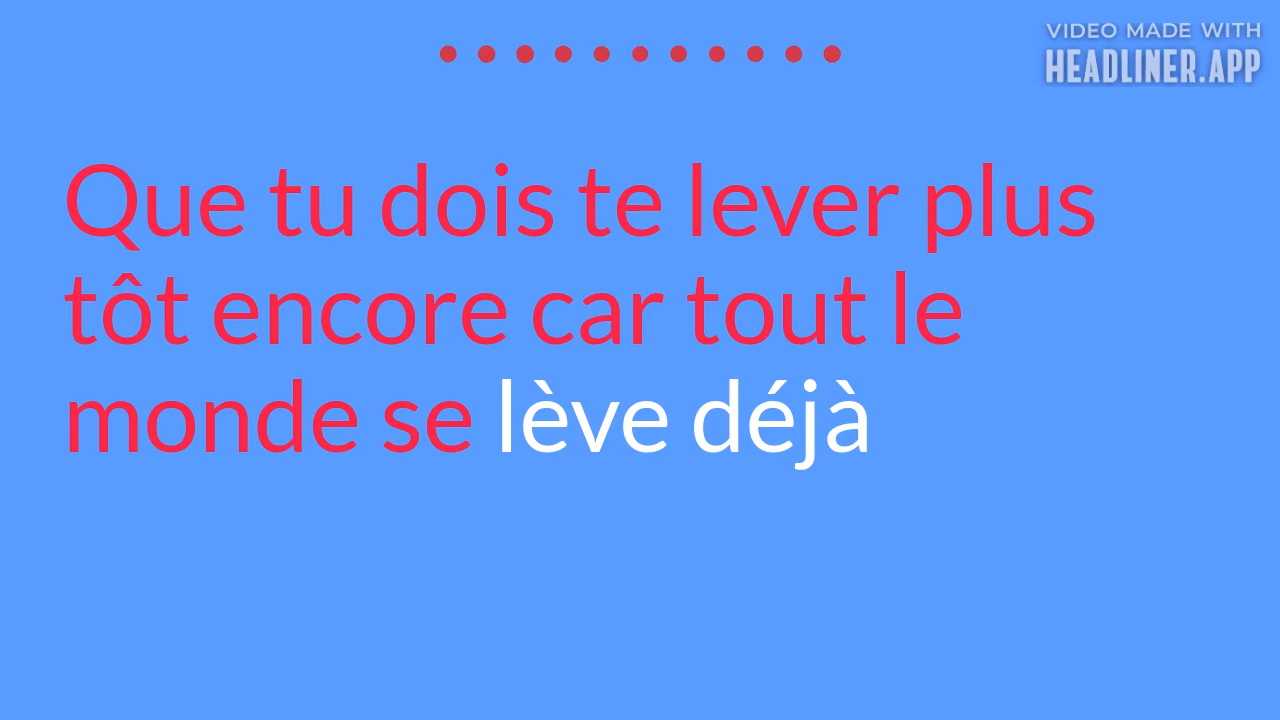 VIDEO MADE WITH
HEADLINER.APP
Que tu dois te lever plus
tôt encore car tout le
monde se lève déjà